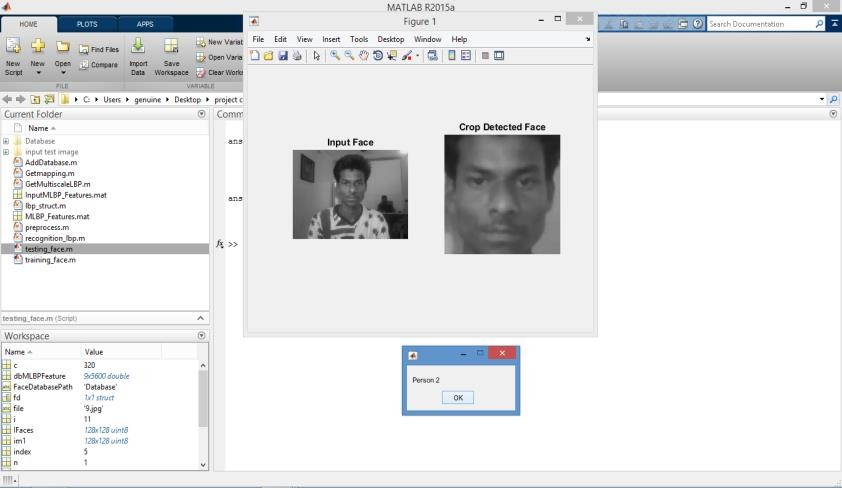 MATLAB R2015a
Figure 1
HOME
PLOTS
APPS
Search Documentation
New Script
New
Open
Find Files
Compare
Import Data
Save Workspace
New Variab
Open Varia
Clear Work
FILE
VARIABLE
File Edit View Insert Tools Desktop Window Help
C: Users genuine Desktop project c
Current Folder
Comm
Name
Database
input test image
AddDatabase.m
Getmapping.m
GetMultiscaleLBP.m
InputMLBP_Features.mat
lbp_struct.m
MLBP_Features.mat
preprocess.m
recognition_lbp.m
testing_face.m
training_face.m
ans
ans
fx >>
Input Face
Crop Detected Face
testing_face.m (Script)
Workspace
Name Value
c 320
dbMLBPFeature 9x5600 double
FaceDatabasePath 'Database'
fd 1x1 struct
file '9.jpg'
i 11
IFaces 128x128 uint8
im1 128x128 uint8
index 5
n 1
Person 2
OK